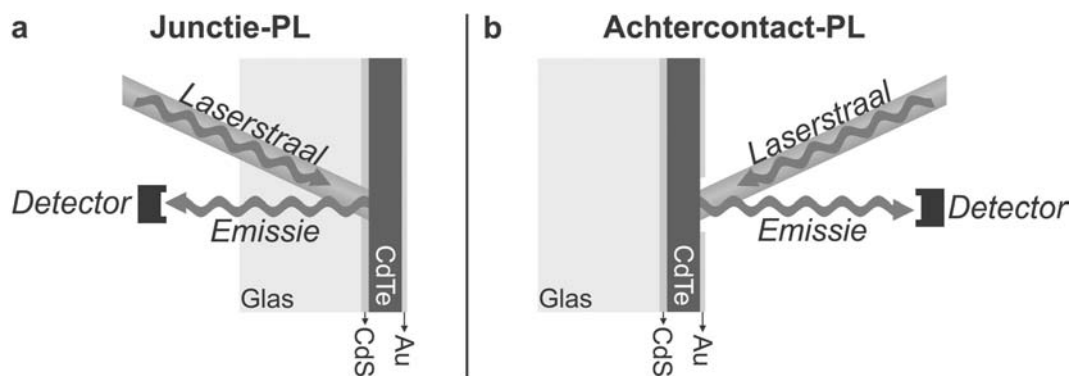 a Junctie-PL
Laserstraal
Detector
Emissie
CdTe
Glas
CdS
Au
b Achtercontact-PL
Laserstraal
Emissie
Detector
CdTe
Glas
CdS
Au